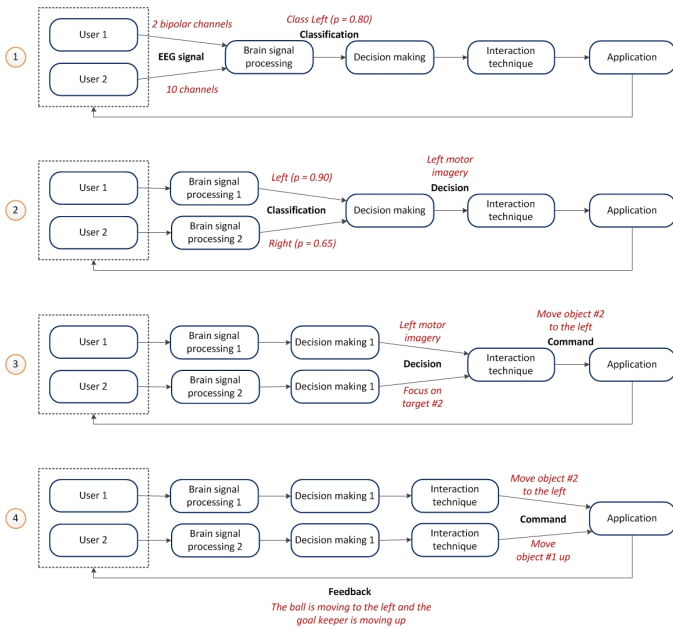 1
User 1
User 2
2 bipolar channels
EEG signal
10 channels
Brain signal
processing
Class Left (p = 0.80)
Classification
Decision making
Interaction
technique
Application
2
User 1
User 2
Brain signal
processing 1
Brain signal
processing 2
Left (p = 0.90)
Classification
Right (p = 0.65)
Decision making
Left motor
imagery
Decision
Interaction
technique
Application
3
User 1
User 2
Brain signal
processing 1
Brain signal
processing 2
Decision making 1
Decision making 1
Left motor
imagery
Decision
Focus on
target #2
Interaction
technique
Move object #2
to the left
Command
Application
4
User 1
User 2
Brain signal
processing 1
Brain signal
processing 2
Decision making 1
Decision making 1
Interaction
technique
Interaction
technique
Move object #2
to the left
Command
Move
object #1 up
Application
Feedback
The ball is moving to the left and the
goal keeper is moving up